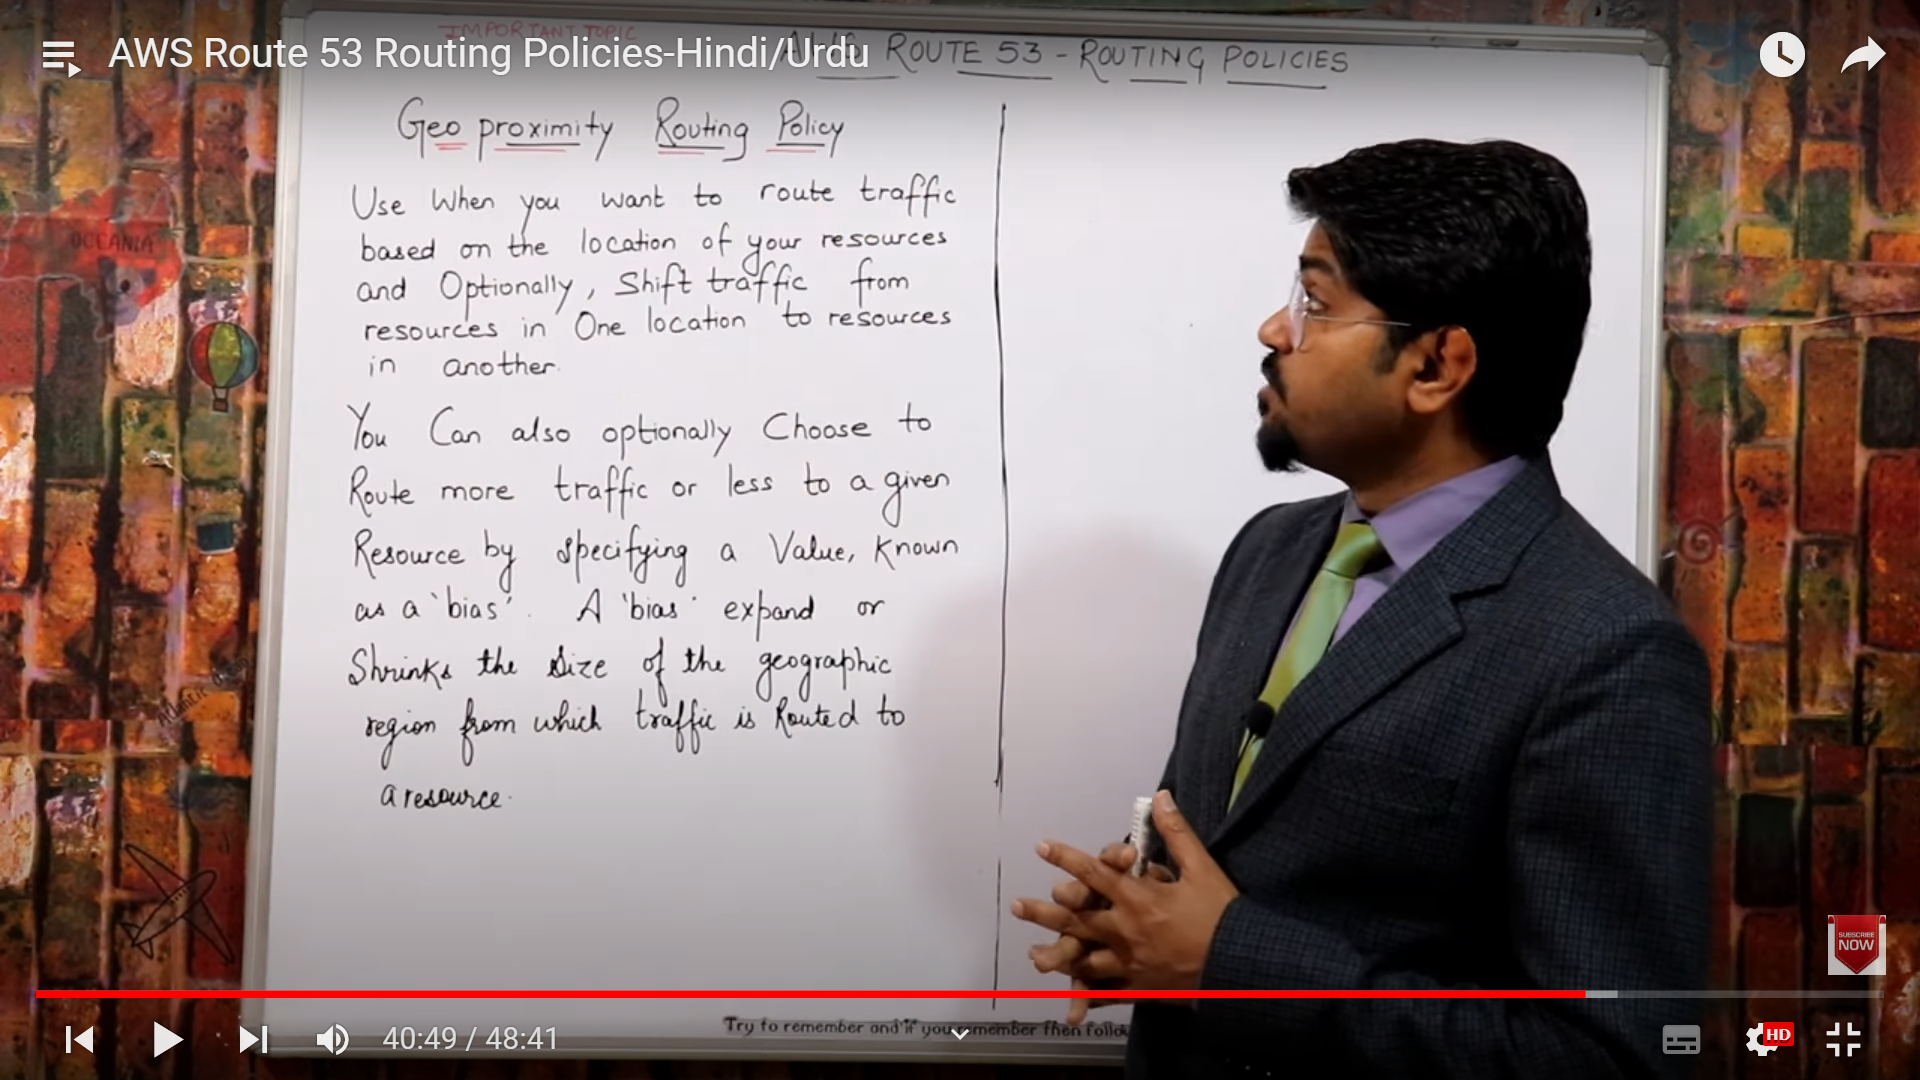 IMPORTANT TOPIC
AWS Route 53 Routing Policies-Hindi/Urdu
AWS ROUTE 53 - ROUTING POLICIES
Geo proximity Routing Policy
Use When you want to route traffic
based on the location of your resources
and Optionally, Shift traffic from
resources in One location to resources
in another.
You Can also optionally Choose to
Route more traffic or less to a given
Resource by specifying a Value, Known
as a 'bias'. A 'bias' expand or
Shrinks the size of the geographic
region from which traffic is Routed to
a resource.
OCEANIA
SUBSCRIBE
NOW
Try to remember and if you remember then
40:49 / 48:41
HD